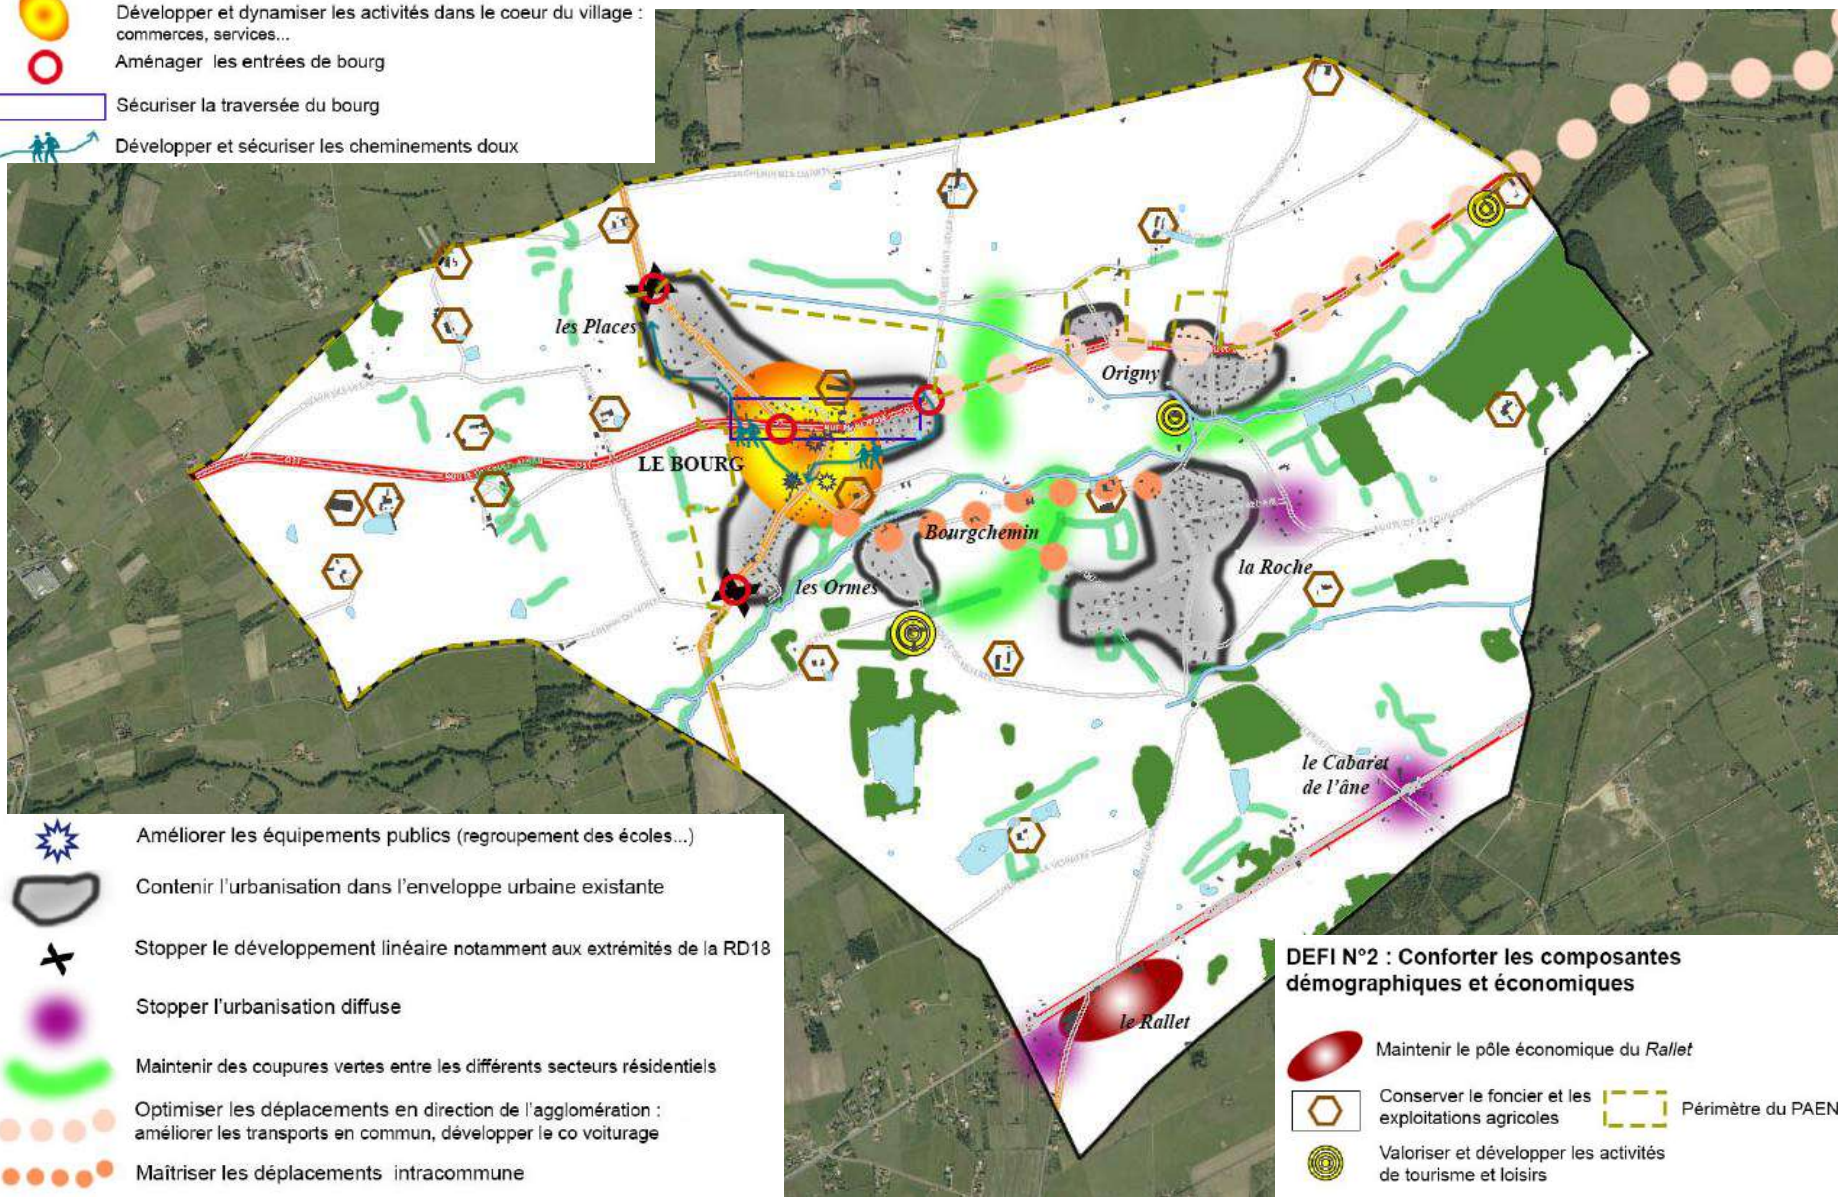 Développer et dynamiser les activités dans le coeur du village :
commerces, services...
Aménager les entrées de bourg
Sécuriser la traversée du bourg
Développer et sécuriser les cheminements doux
les Places
Origny
LE BOURG
Bourgchemin
la Roche
les Ormes
le Cabaret
de l'âne
le Rallet
Améliorer les équipements publics (regroupement des écoles...)
Contenir l'urbanisation dans l'enveloppe urbaine existante
Stopper le développement linéaire notamment aux extrémités de la RD18
Stopper l'urbanisation diffuse
Maintenir des coupures vertes entre les différents secteurs résidentiels
Optimiser les déplacements en direction de l'agglomération :
améliorer les transports en commun, développer le co voiturage
Maîtriser les déplacements intracommune
DEFI N°2 : Conforter les composantes
démographiques et économiques
Maintenir le pôle économique du Rallet
Conserver le foncier et les
exploitations agricoles
Périmètre du PAEN
Valoriser et développer les activités
de tourisme et loisirs